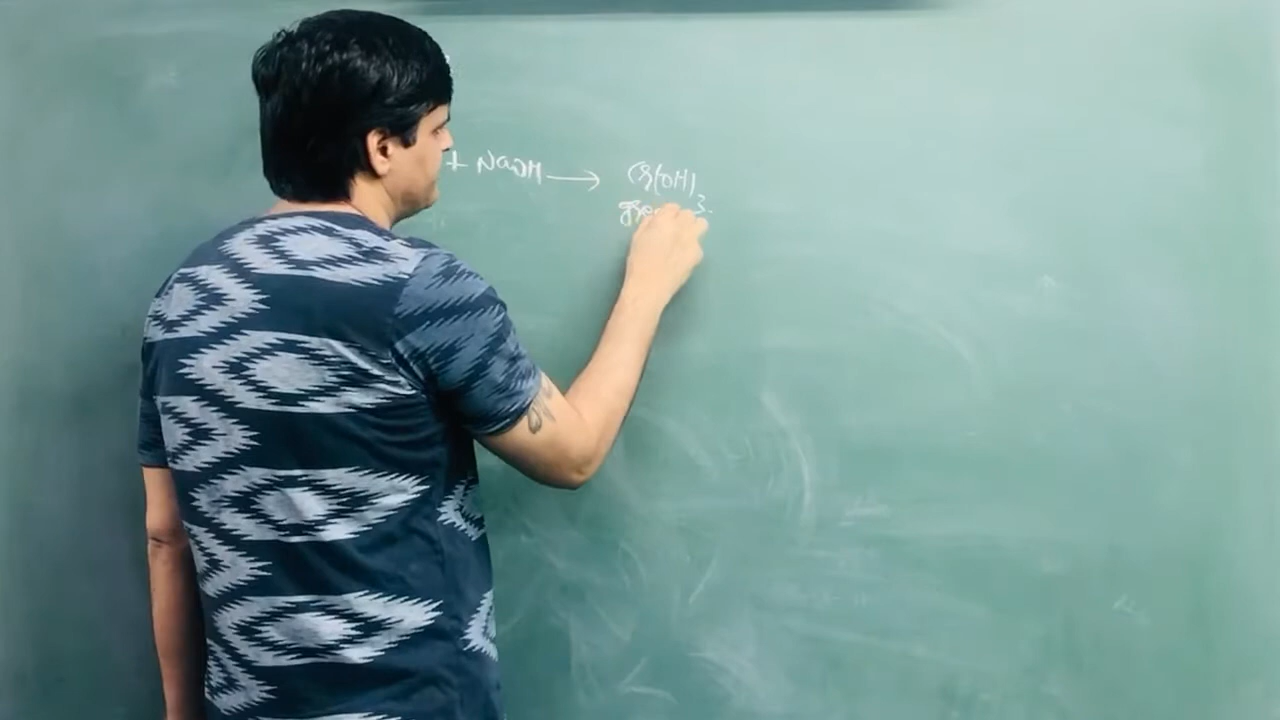 + NaOH → Cr(OH)3